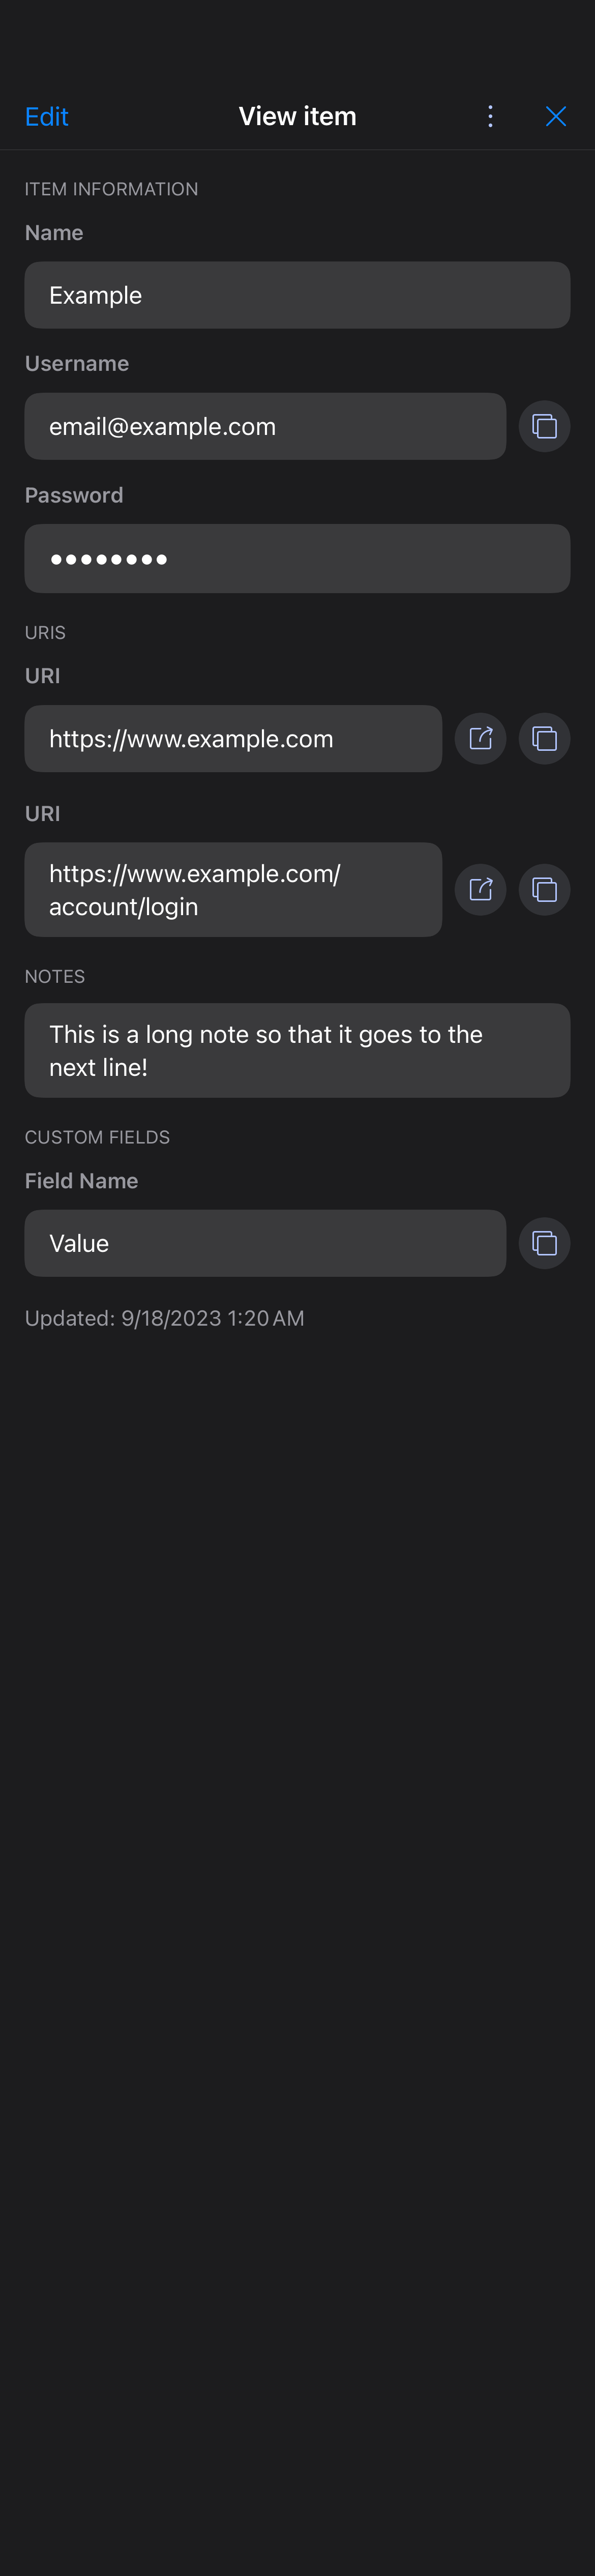 Edit
View item
ITEM INFORMATION
Name
Example
Username
email@example.com
Password
••••••••
URIS
URI
https://www.example.com
URI
https://www.example.com/
account/login
NOTES
This is a long note so that it goes to the
next line!
CUSTOM FIELDS
Field Name
Value
Updated: 9/18/2023 1:20 AM